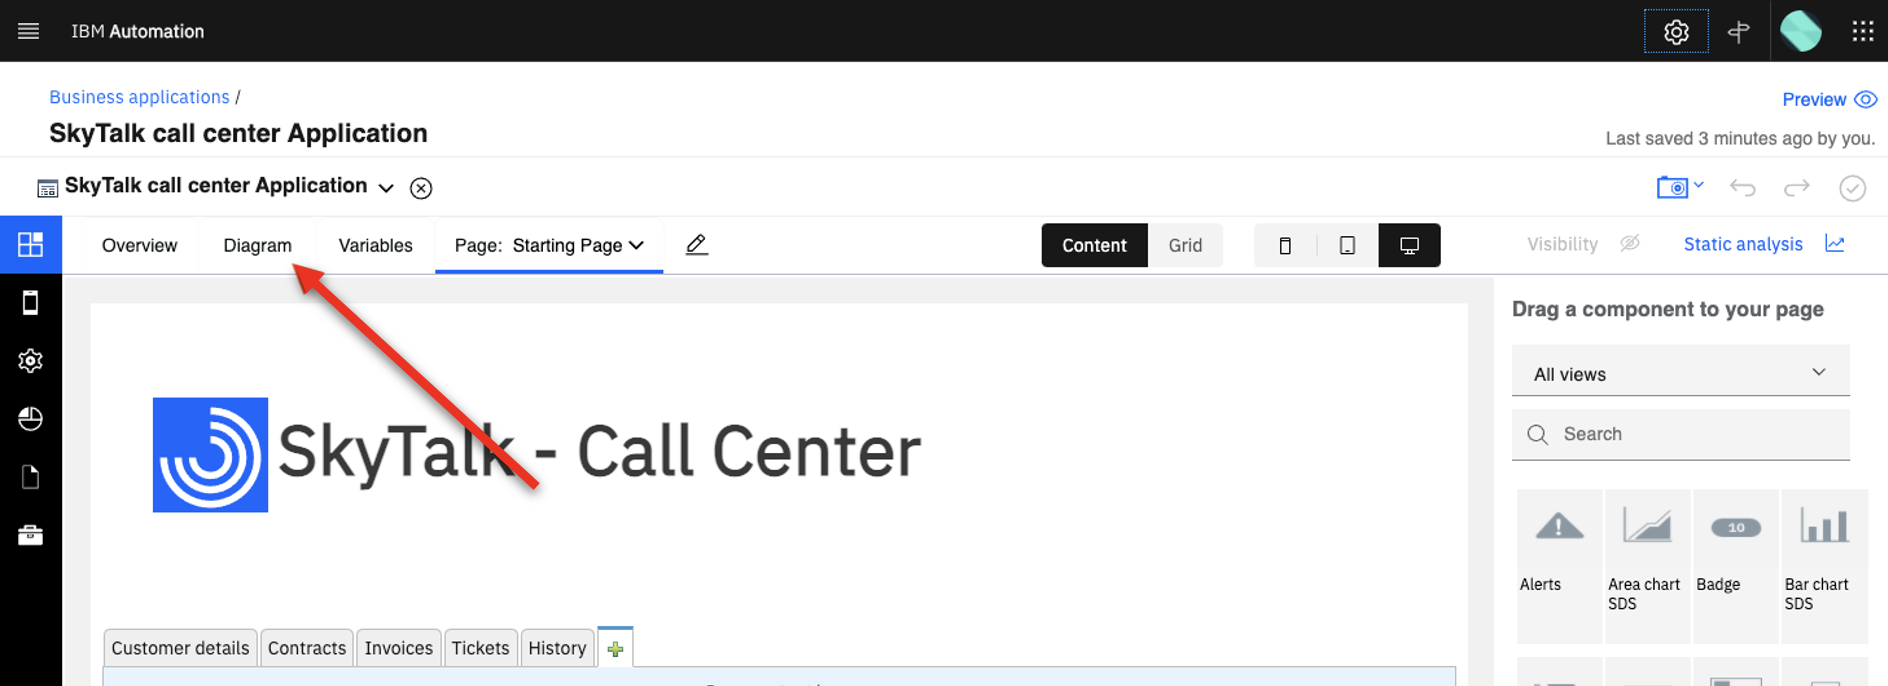 IBM Automation
Business applications /
Preview
SkyTalk call center Application
Last saved 3 minutes ago by you.
SkyTalk call center Application
Overview
Diagram
Variables
Page: Starting Page
Content
Grid
Visibility
Static analysis
Drag a component to your page
All views
Search
SkyTalk - Call Center
10
Alerts
Area chart
SDS
Badge
Bar chart
SDS
Customer details
Contracts
Invoices
Tickets
History